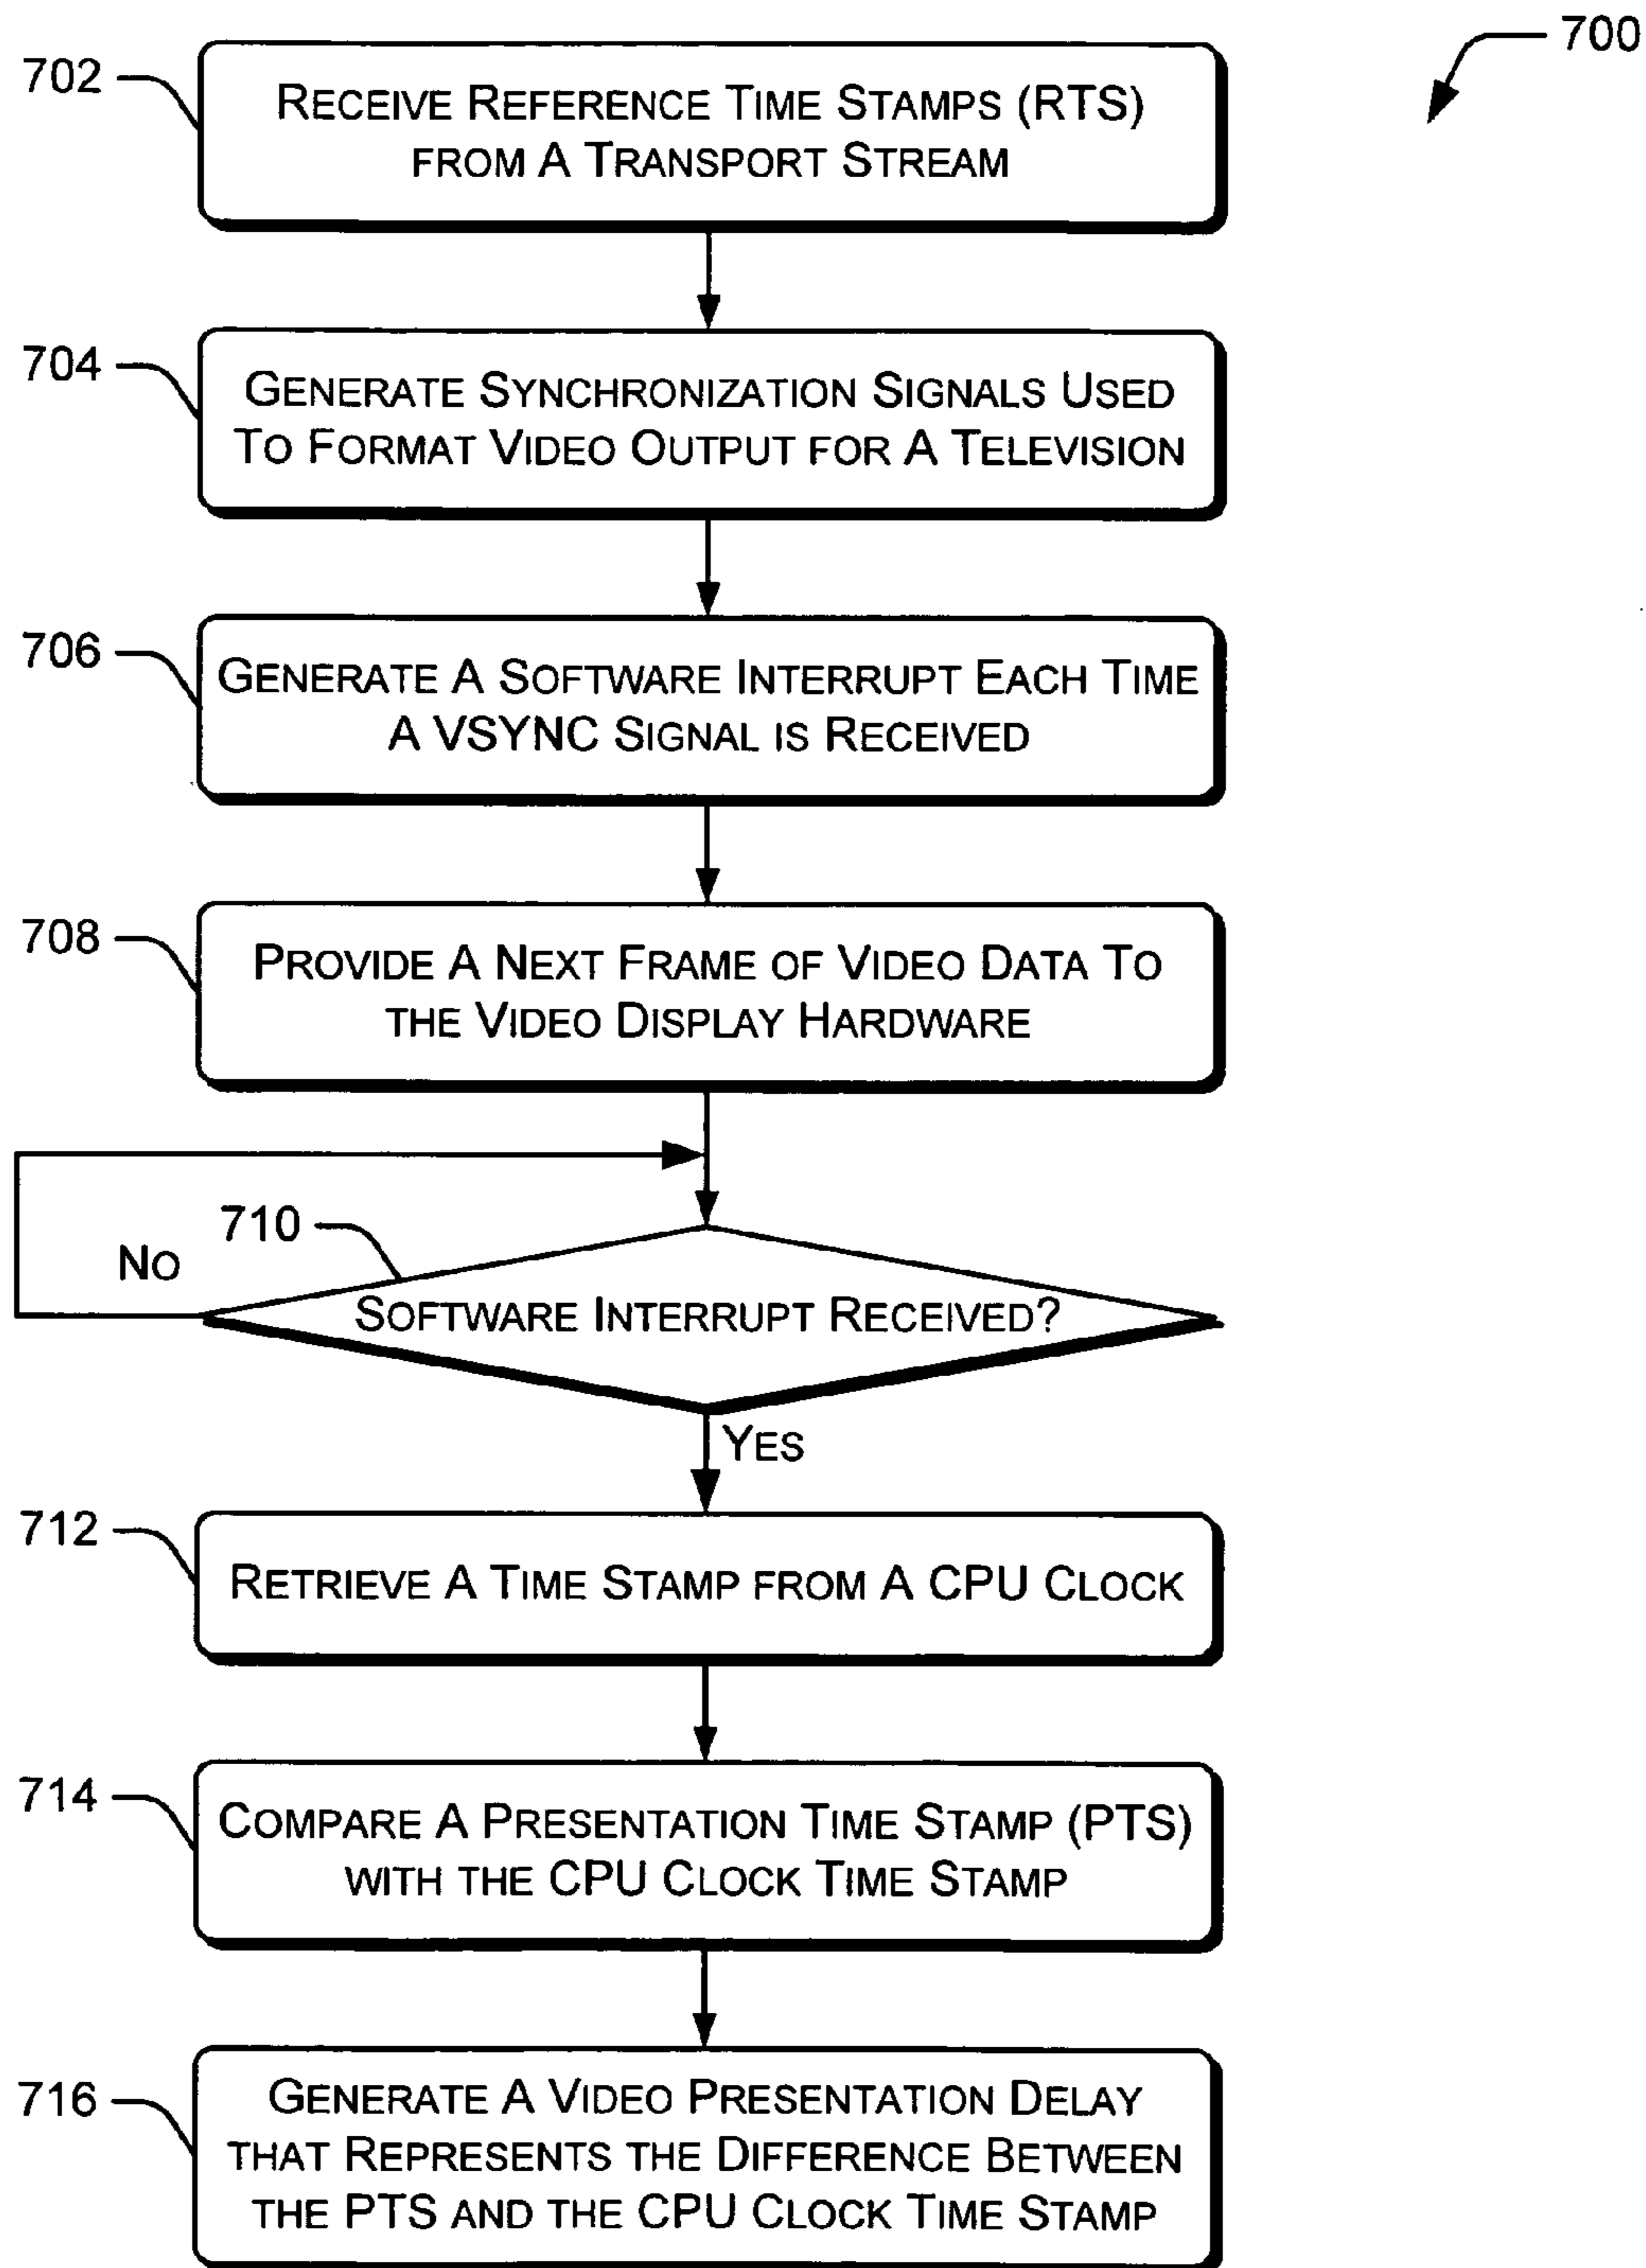 700
702
RECEIVE REFERENCE TIME STAMPS (RTS)
FROM A TRANSPORT STREAM
704
GENERATE SYNCHRONIZATION SIGNALS USED
TO FORMAT VIDEO OUTPUT FOR A TELEVISION
706
GENERATE A SOFTWARE INTERRUPT EACH TIME
A VSYNC SIGNAL IS RECEIVED
708
PROVIDE A NEXT FRAME OF VIDEO DATA TO
THE VIDEO DISPLAY HARDWARE
710
NO
SOFTWARE INTERRUPT RECEIVED?
YES
712
RETRIEVE A TIME STAMP FROM A CPU CLOCK
714
COMPARE A PRESENTATION TIME STAMP (PTS)
WITH THE CPU CLOCK TIME STAMP
716
GENERATE A VIDEO PRESENTATION DELAY
THAT REPRESENTS THE DIFFERENCE BETWEEN
THE PTS AND THE CPU CLOCK TIME STAMP